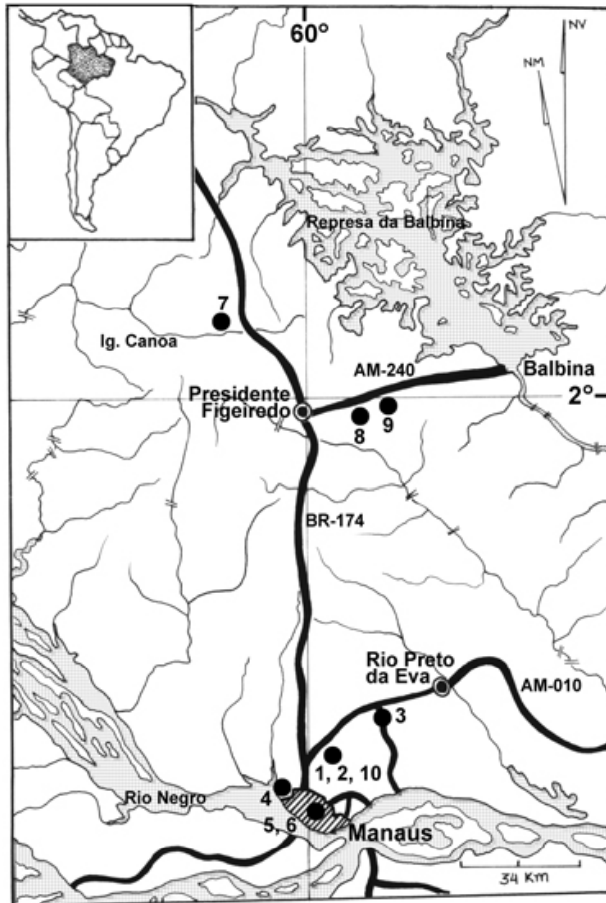 60°
NV
NM
Represa da Balbina
7
Ig. Canoa
AM-240
Balbina
Presidente
Figeiredo
2°
8
9
BR-174
Rio Preto
da Eva
AM-010
3
1, 2, 10
4
Rio Negro
5, 6
Manaus
34 KM